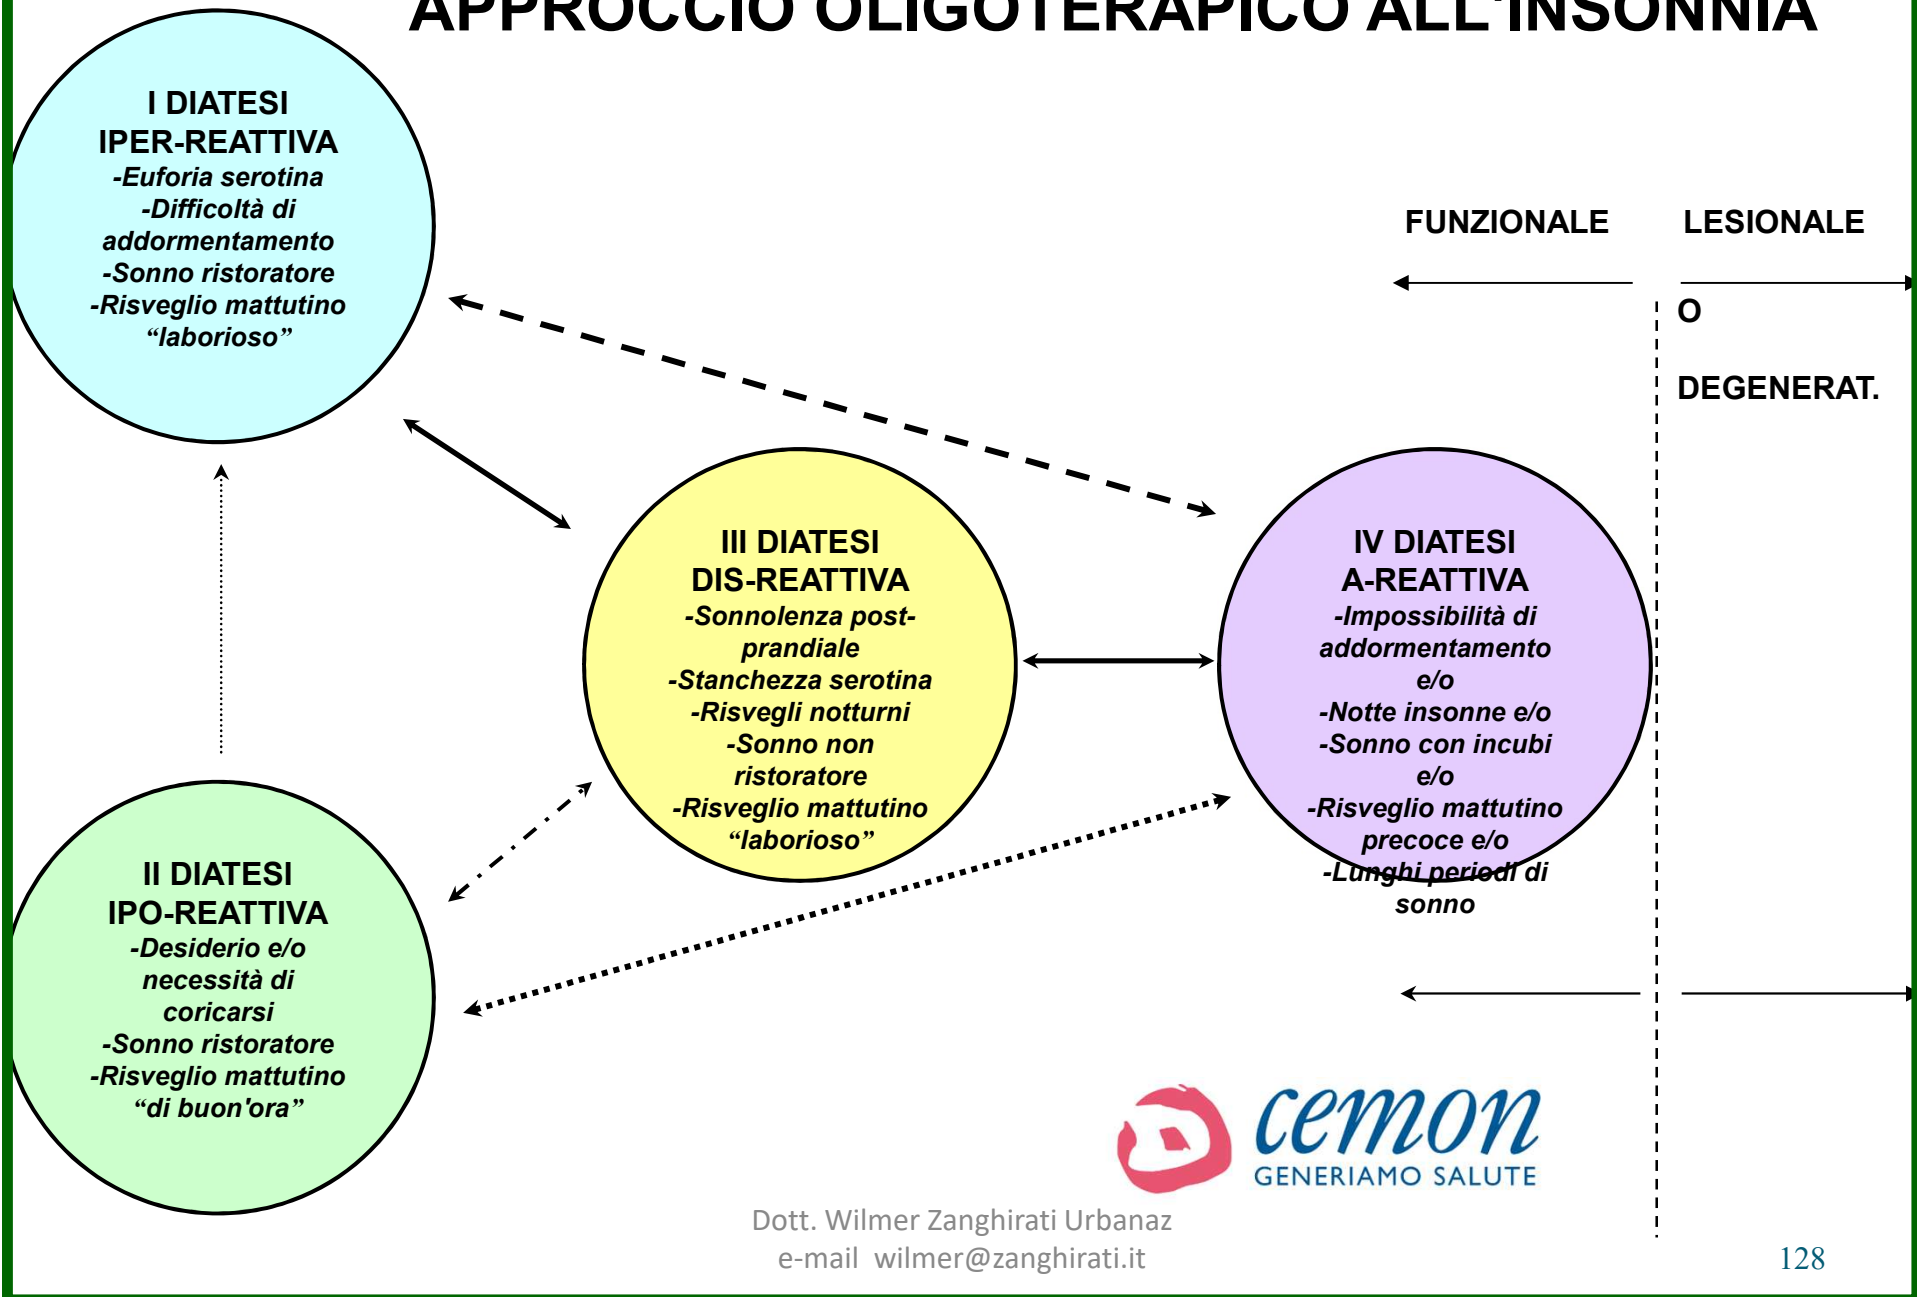 APPROCCIO OLIGOTERAPICO ALL'INSONNIA
I DIATESI
IPER-REATTIVA
-Euforia serotina
-Difficoltà di
addormentamento
-Sonno ristoratore
-Risveglio mattutino
“laborioso”
FUNZIONALE
LESIONALE
O
DEGENERAT.
III DIATESI
DIS-REATTIVA
-Sonnolenza post-
prandiale
-Stanchezza serotina
-Risvegli notturni
-Sonno non
ristoratore
-Risveglio mattutino
“laborioso”
IV DIATESI
A-REATTIVA
-Impossibilità di
addormentamento
e/o
-Notte insonne e/o
-Sonno con incubi
e/o
-Risveglio mattutino
precoce e/o
-Lunghi periodi di
sonno
II DIATESI
IPO-REATTIVA
-Desiderio e/o
necessità di
coricarsi
-Sonno ristoratore
-Risveglio mattutino
“di buon'ora”
cemon
GENERIAMO SALUTE
Dott. Wilmer Zanghirati Urbanaz
e-mail wilmer@zanghirati.it
128